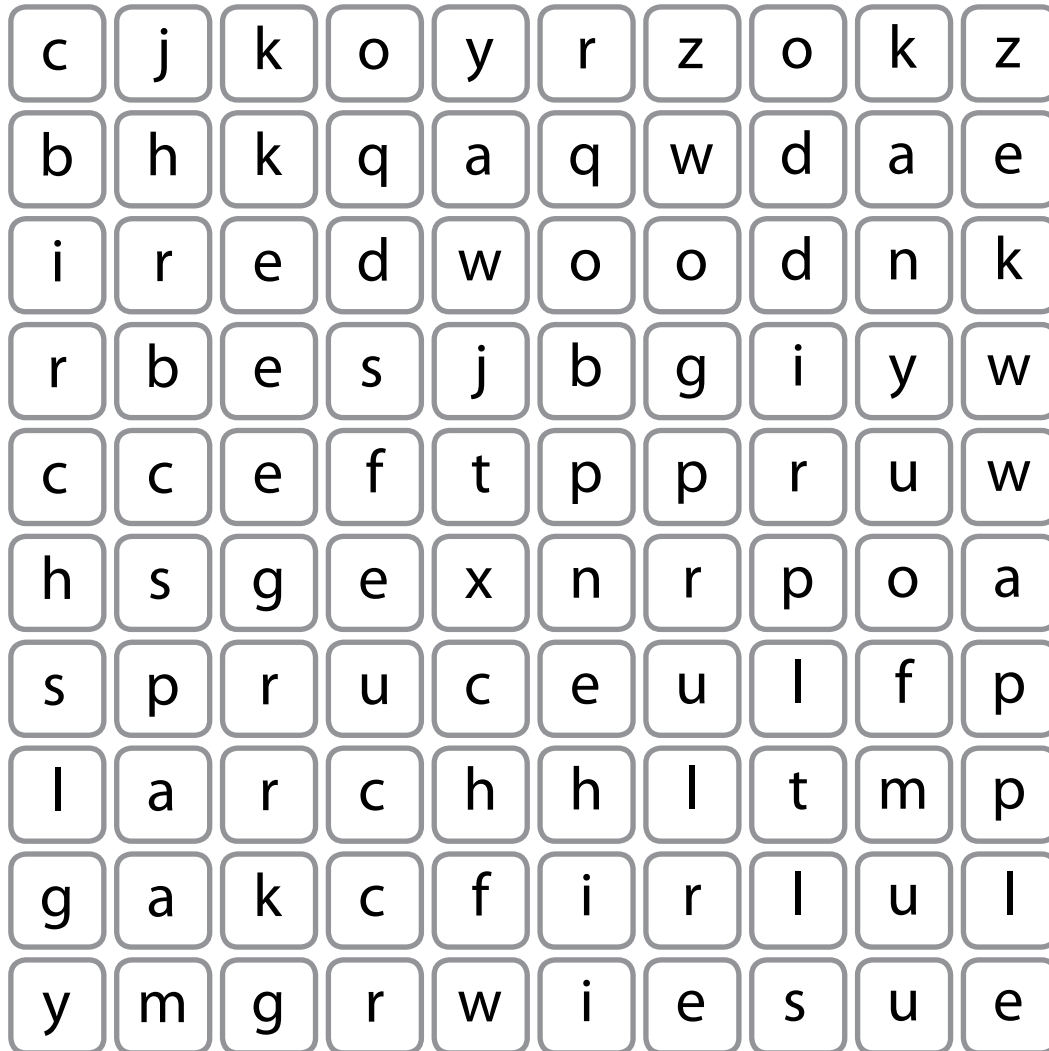 c j k o y r z o k z
b h k q a q w d a e
i r e d w o o d n k
r b e s j b g i y w
c c e f t p p r u w
h s g e x n r p o a
s p r u c e u l f p
l a r c h h l t m p
g a k c f i r l u l
y m g r w i e s u e